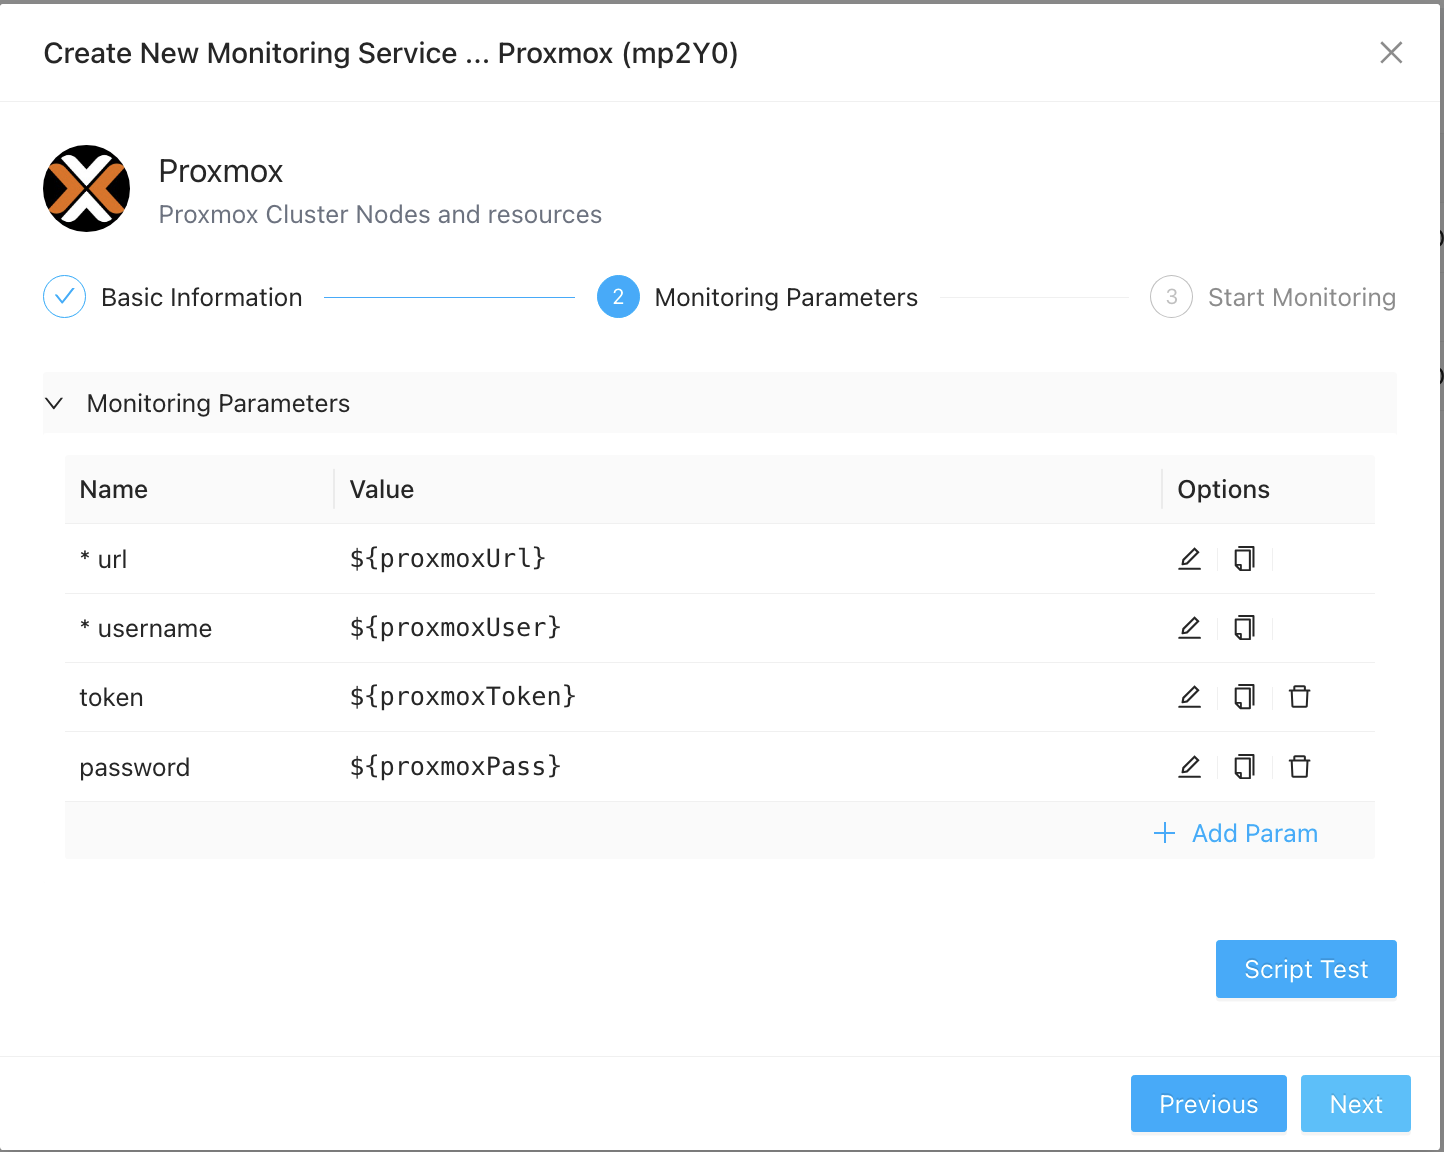 Create New Monitoring Service ... Proxmox (mp2Y0)
Proxmox
Proxmox Cluster Nodes and resources
Basic Information
2 Monitoring Parameters
3 Start Monitoring
Monitoring Parameters
Name Value Options
* url ${proxmoxUrl}
* username ${proxmoxUser}
token ${proxmoxToken}
password ${proxmoxPass}
+ Add Param
Script Test
Previous Next